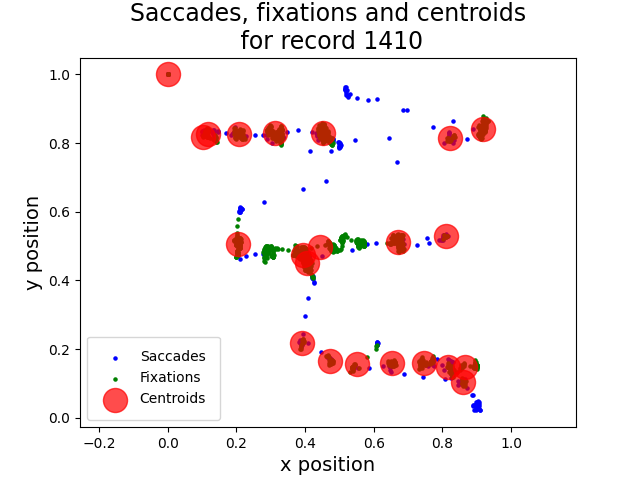 Saccades, fixations and centroids
for record 1410
1.0
0.8
0.6
0.4
0.2
0.0
y position
Saccades
Fixations
Centroids
−0.2
0.0
0.2
0.4
0.6
0.8
1.0
x position